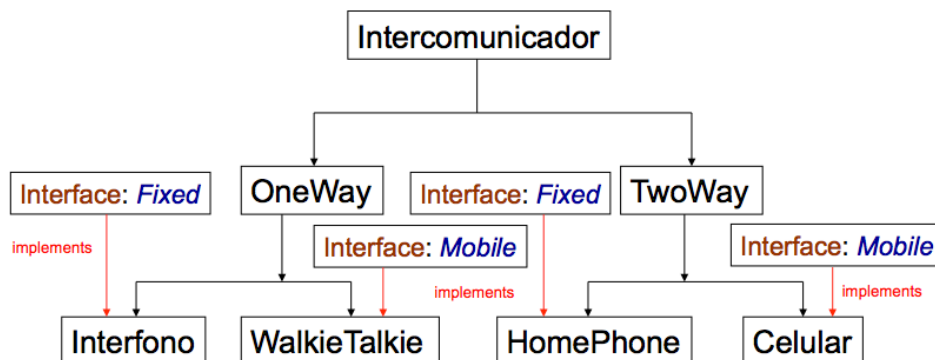 Intercomunicador
Interface: Fixed
OneWay
Interface: Fixed
TwoWay
implements
Interface: Mobile
Interface: Mobile
implements
implements
Interfono
WalkieTalkie
HomePhone
Celular